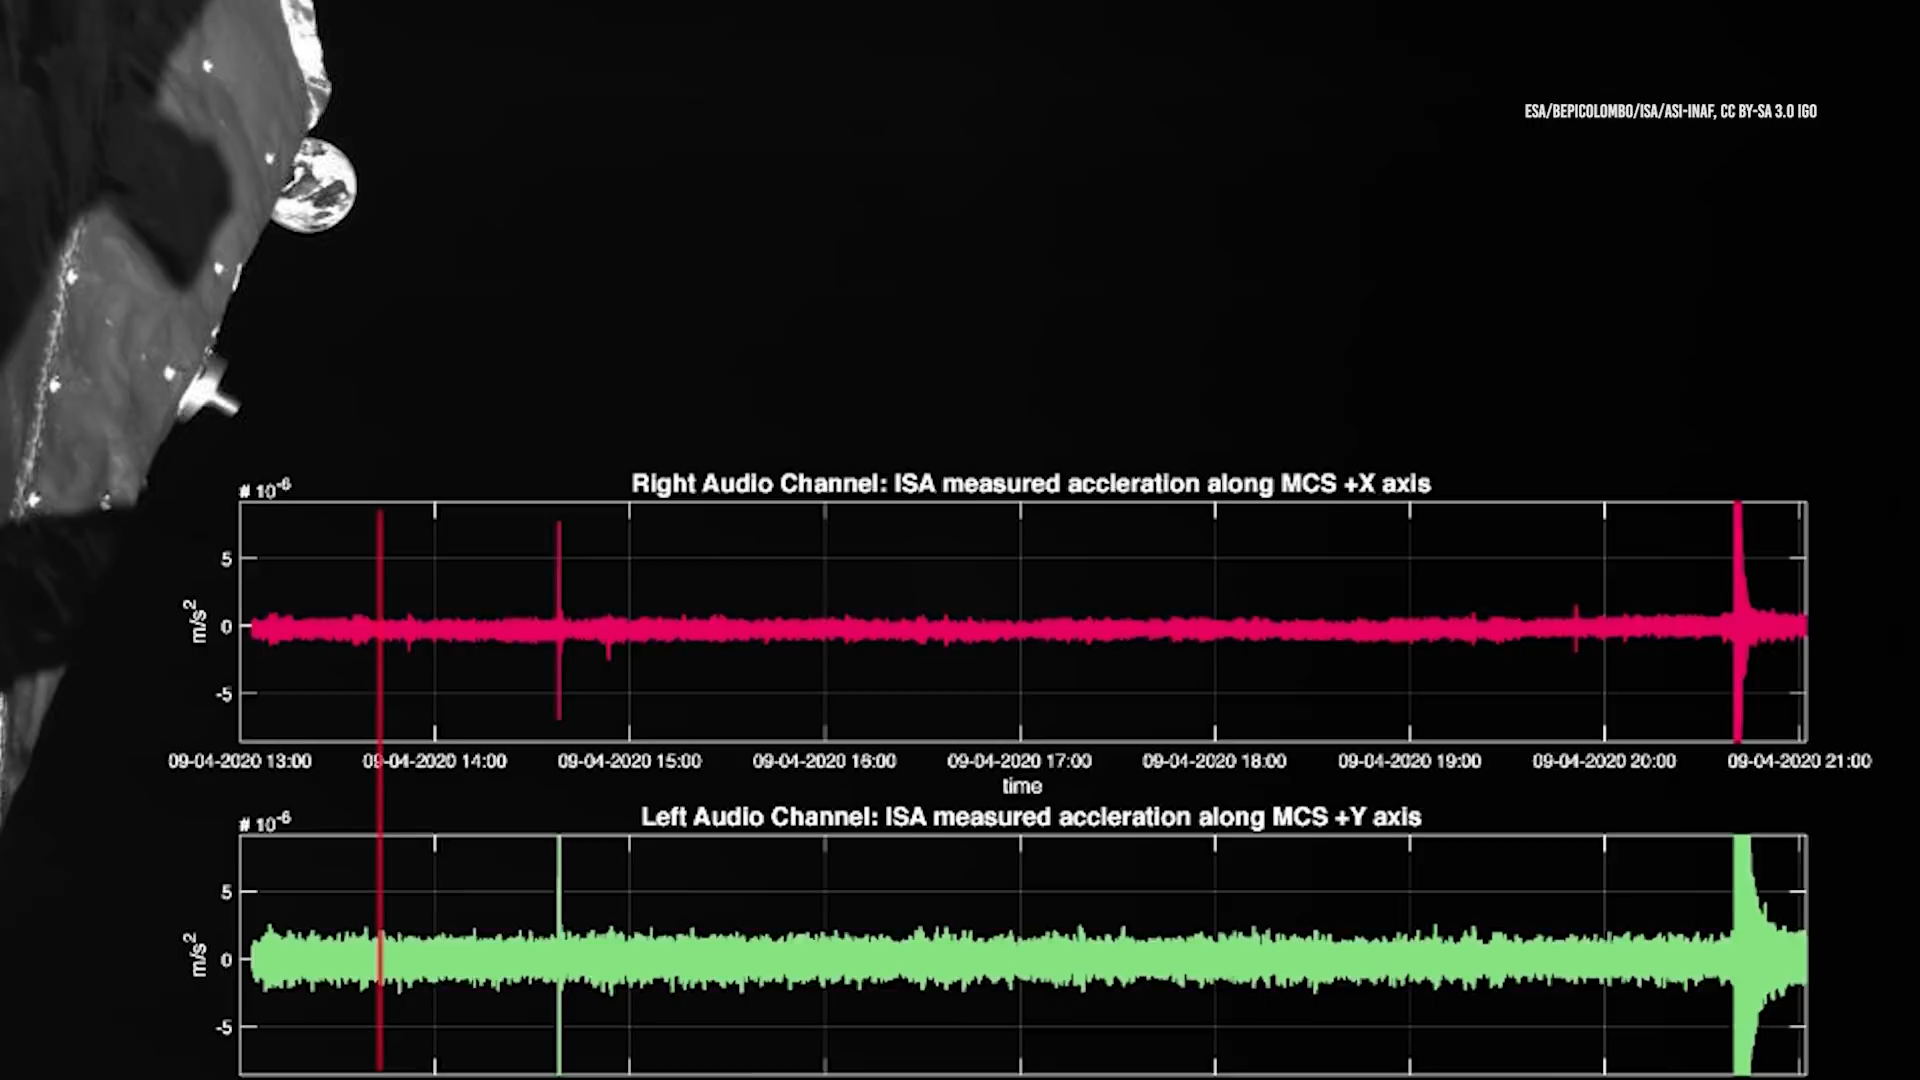 ESA/BEPICOLOMBO/ISA/ASI-INAF, CC BY-SA 3.0 IGO
Right Audio Channel: ISA measured accleration along MCS +X axis
# 10-6
5
0
-5
m/s2
09-04-2020 13:00 09-04-2020 14:00 09-04-2020 15:00 09-04-2020 16:00 09-04-2020 17:00 09-04-2020 18:00 09-04-2020 19:00 09-04-2020 20:00 09-04-2020 21:00
time
Left Audio Channel: ISA measured accleration along MCS +Y axis
# 10-6
5
0
-5
m/s2